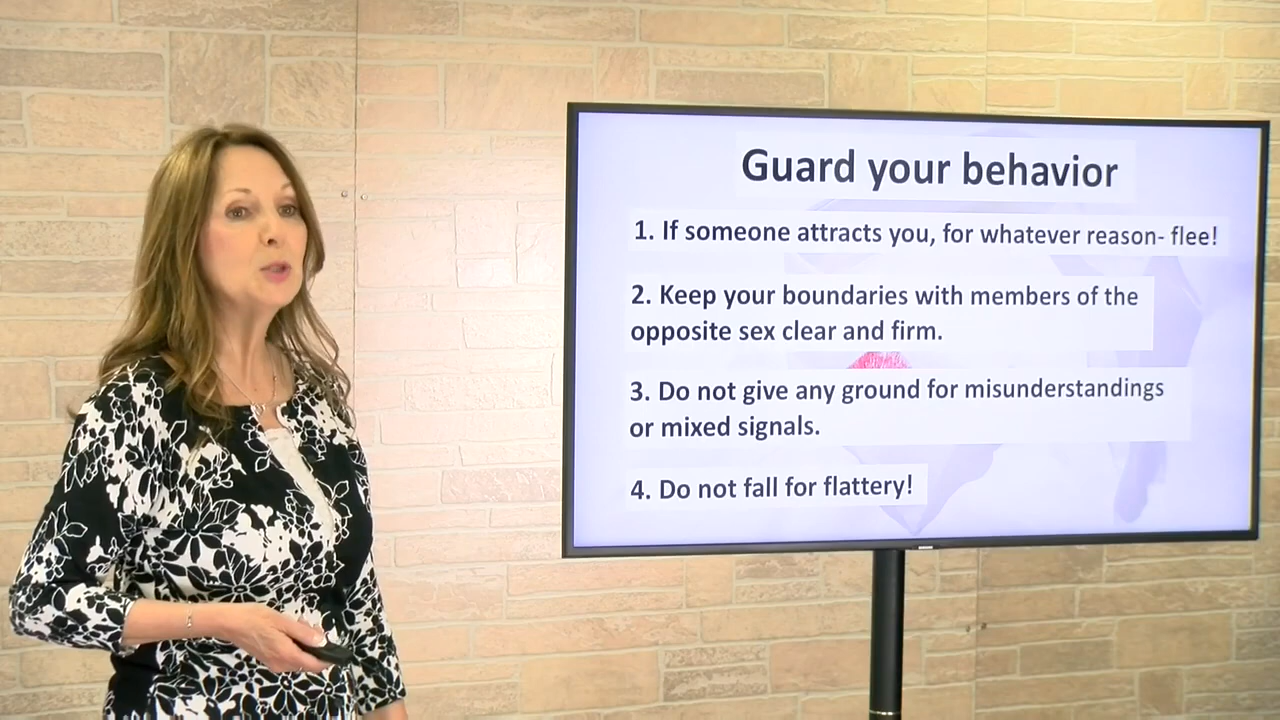 Guard your behavior
1. If someone attracts you, for whatever reason- flee!
2. Keep your boundaries with members of the
opposite sex clear and firm.
3. Do not give any ground for misunderstandings
or mixed signals.
4. Do not fall for flattery!